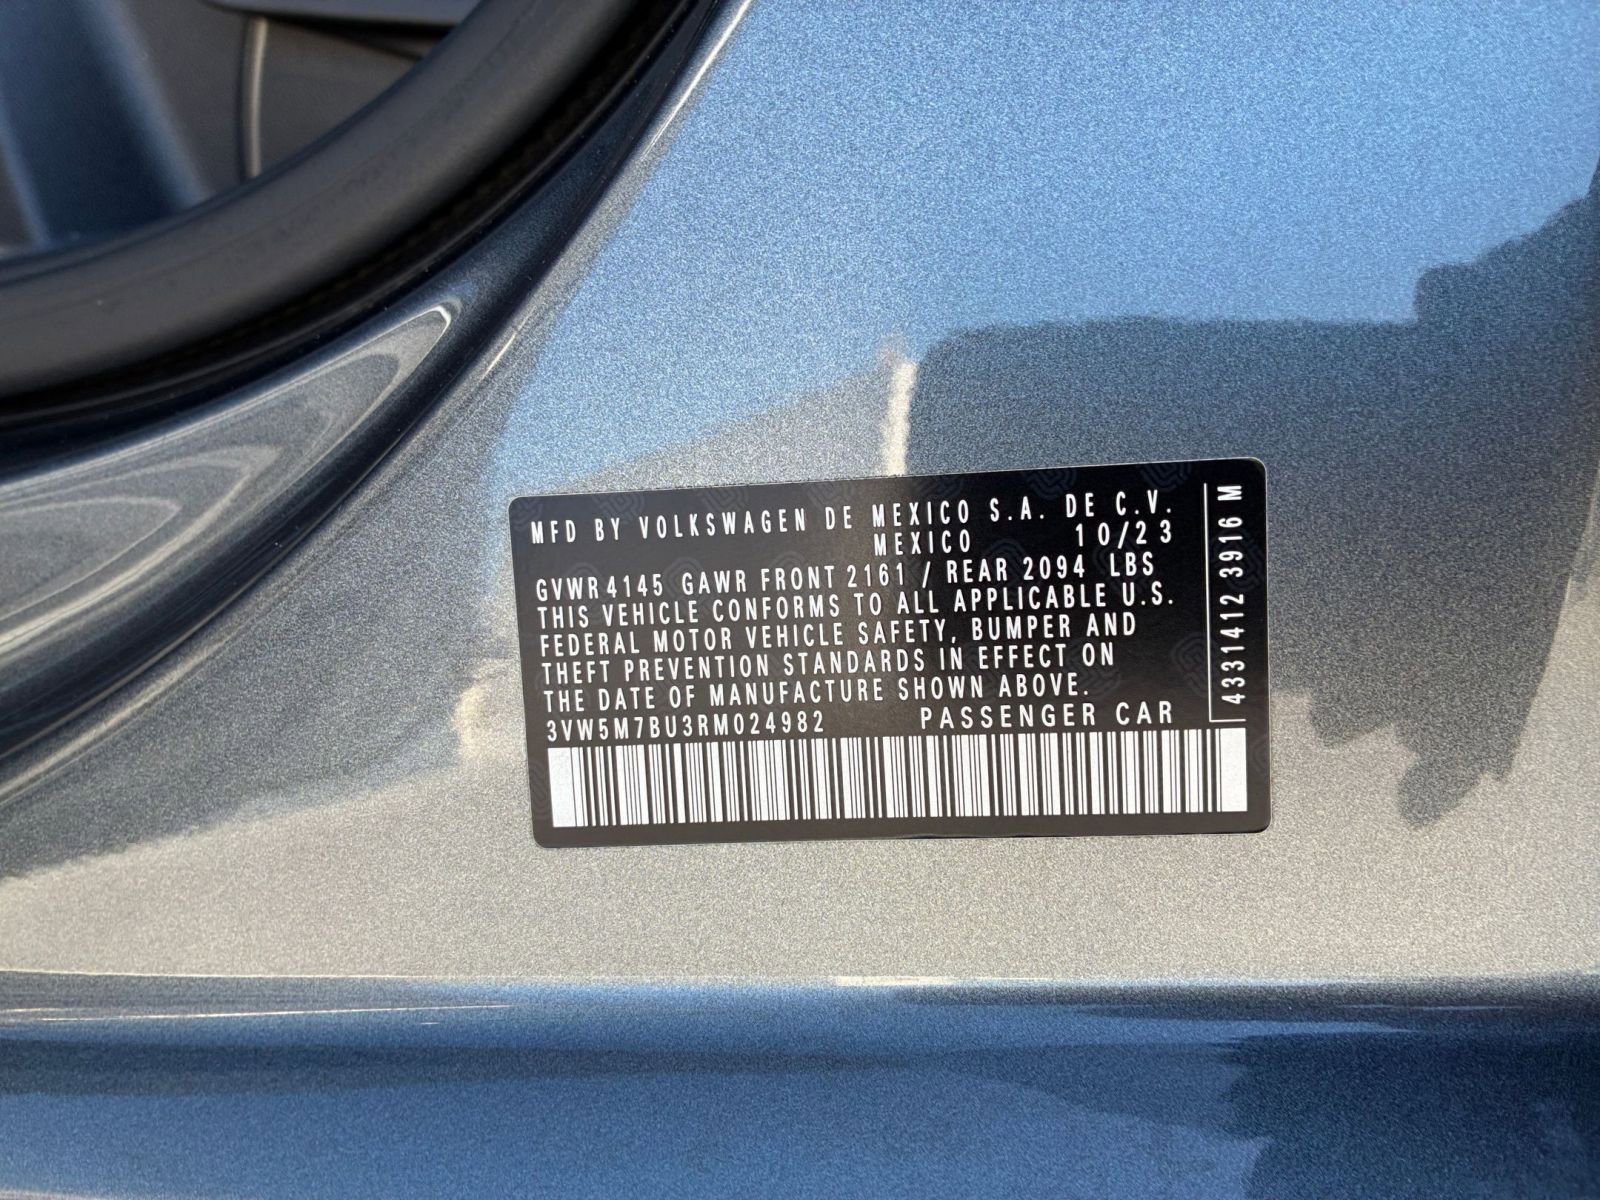 MFD BY VOLKSWAGEN DE MEXICO S.A. DE C.V.
MEXICO 10/23
GVWR 4145 GAWR FRONT 2161 / REAR 2094 LBS
THIS VEHICLE CONFORMS TO ALL APPLICABLE U.S.
FEDERAL MOTOR VEHICLE SAFETY, BUMPER AND
THEFT PREVENTION STANDARDS IN EFFECT ON
THE DATE OF MANUFACTURE SHOWN ABOVE.
3VW5M7BU3RM024982 PASSENGER CAR
4331412 3916 M